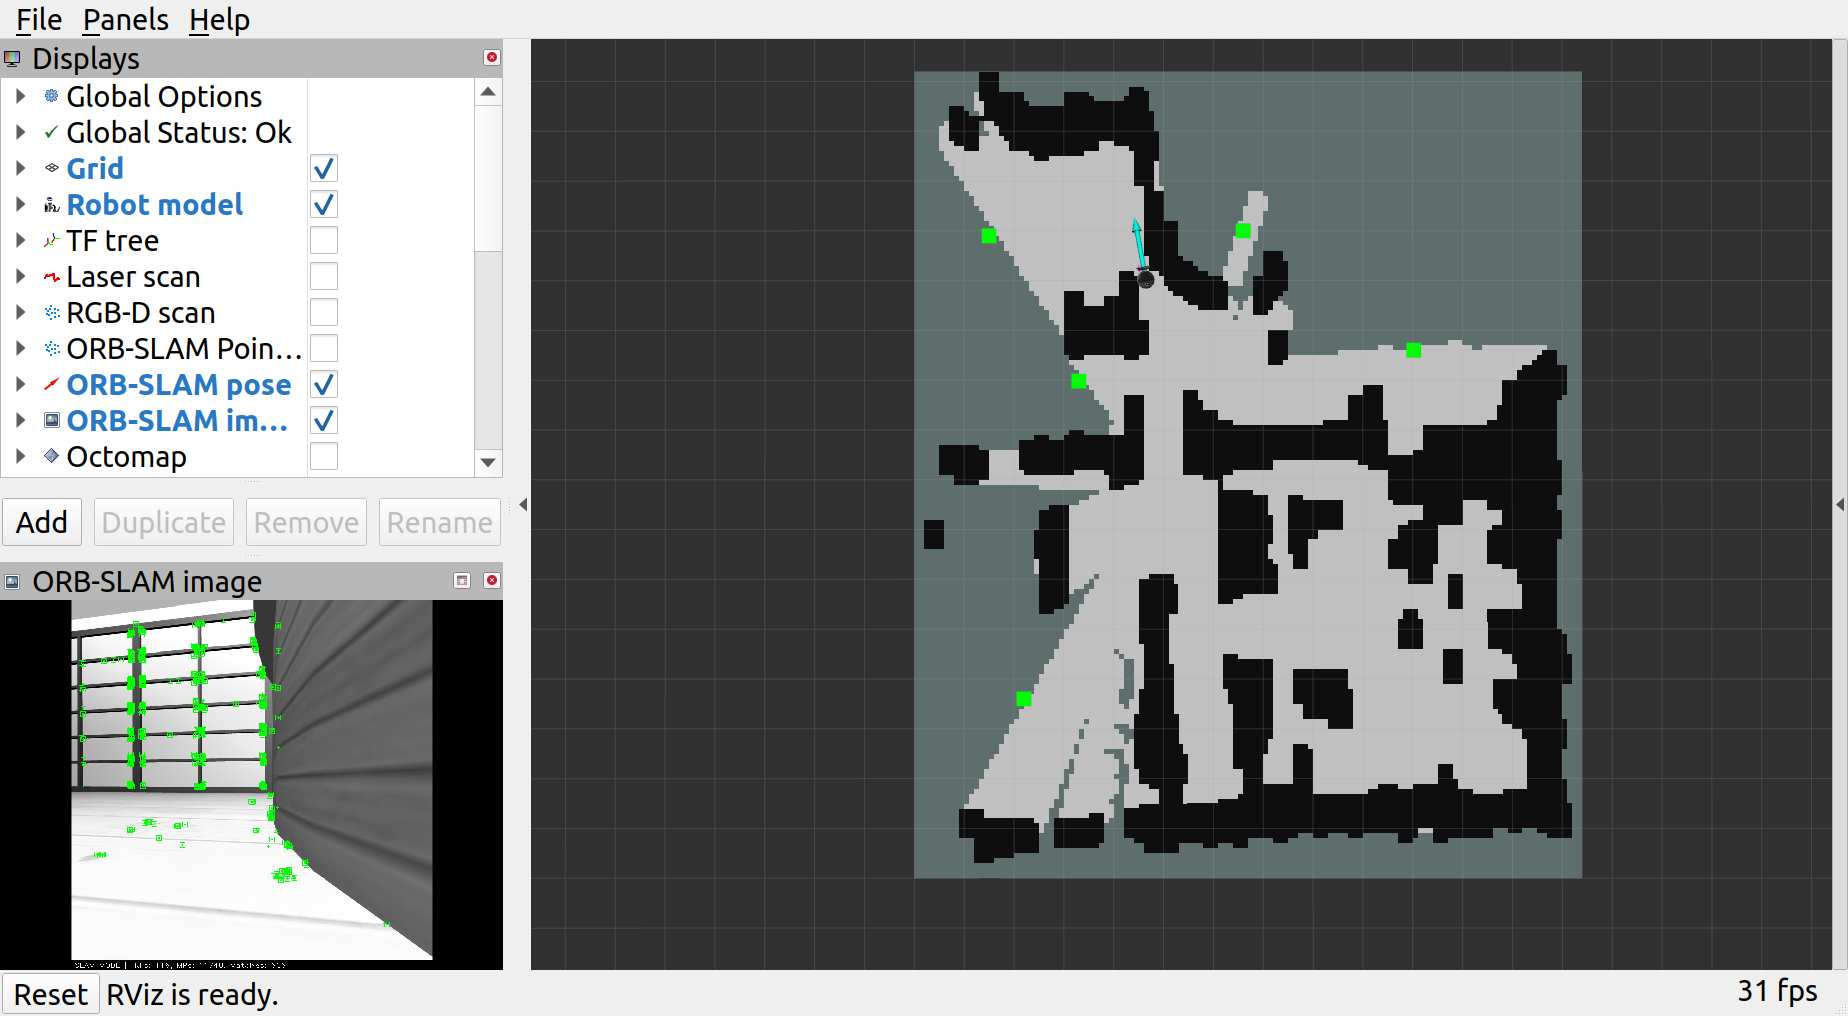 File Panels Help
Displays
Global Options
Global Status: Ok
Grid
Robot model
TF tree
Laser scan
RGB-D scan
ORB-SLAM Poin...
ORB-SLAM pose
ORB-SLAM im...
Octomap
Add Duplicate Remove Rename
ORB-SLAM image
SLAM MODE |
Reset RViz is ready.
31 fps